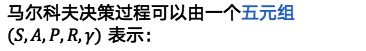 马尔科夫决策过程可以由一个五元组
(S, A, P, R, γ) 表示：